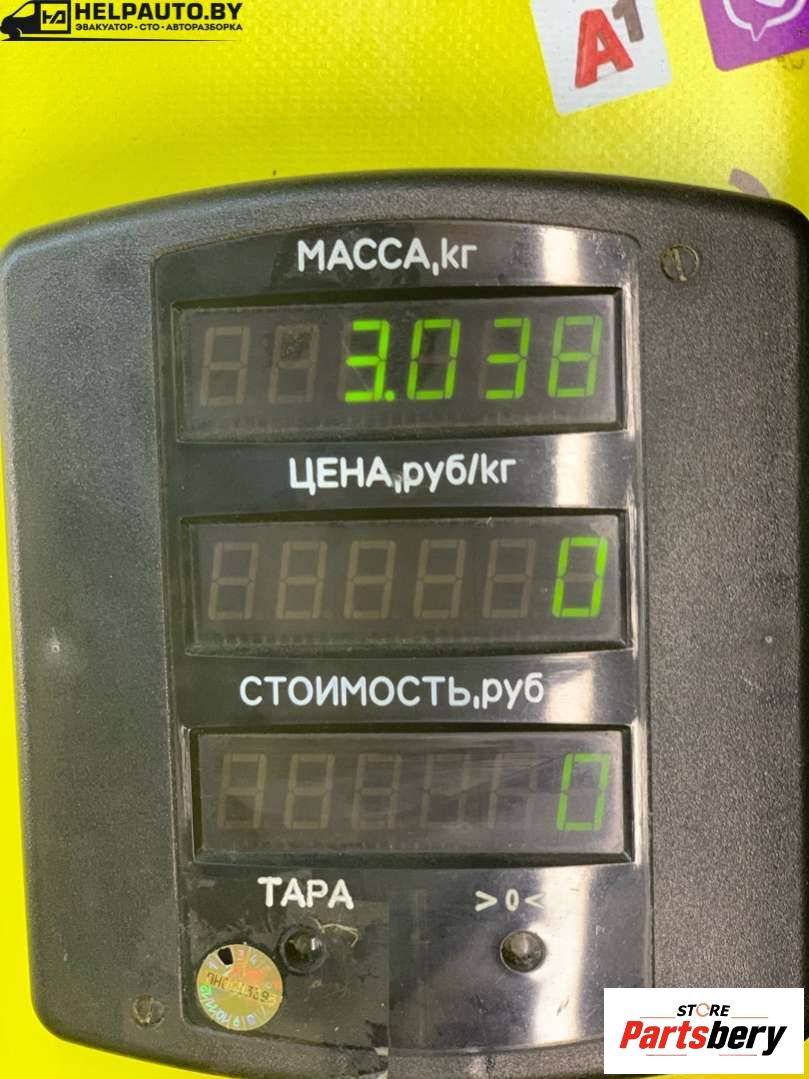 HELPAUTO.BY
ЭВАКУАТОР•СТО•АВТОРАЗБОРКА
A1
МАССА,кг
3.038
ЦЕНА,руб/кг
0
СТОИМОСТЬ,руб
0
ТАРА
>0<
STORE
Partsbery